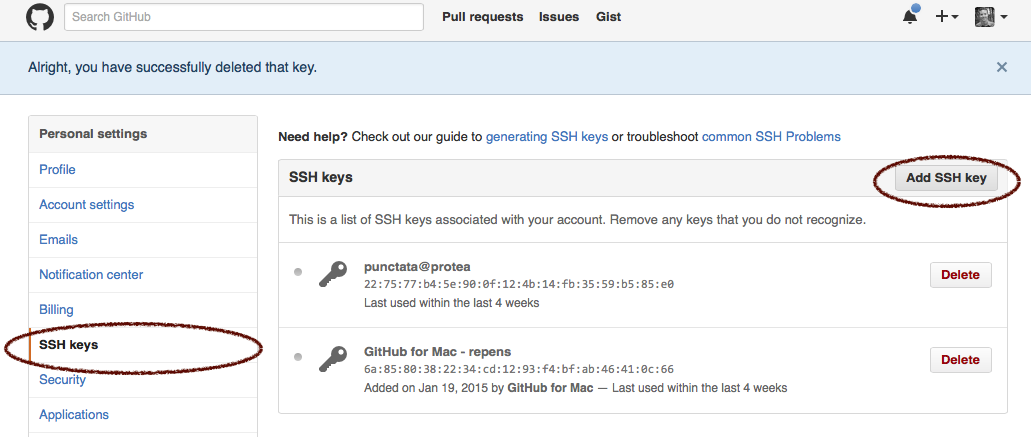 Search GitHub
Pull requests Issues Gist
Alright, you have successfully deleted that key.
Personal settings
Profile
Account settings
Emails
Notification center
Billing
SSH keys
Security
Applications
Need help? Check out our guide to generating SSH keys or troubleshoot common SSH Problems
SSH keys
Add SSH key
This is a list of SSH keys associated with your account. Remove any keys that you do not recognize.
punctata@protea
22:75:77:b4:5e:90:0f:12:4b:14:fb:35:59:b5:85:e0
Last used within the last 4 weeks
Delete
GitHub for Mac - repens
6a:85:80:38:22:34:cd:12:93:f4:bf:ab:46:41:0c:66
Added on Jan 19, 2015 by GitHub for Mac — Last used within the last 4 weeks
Delete